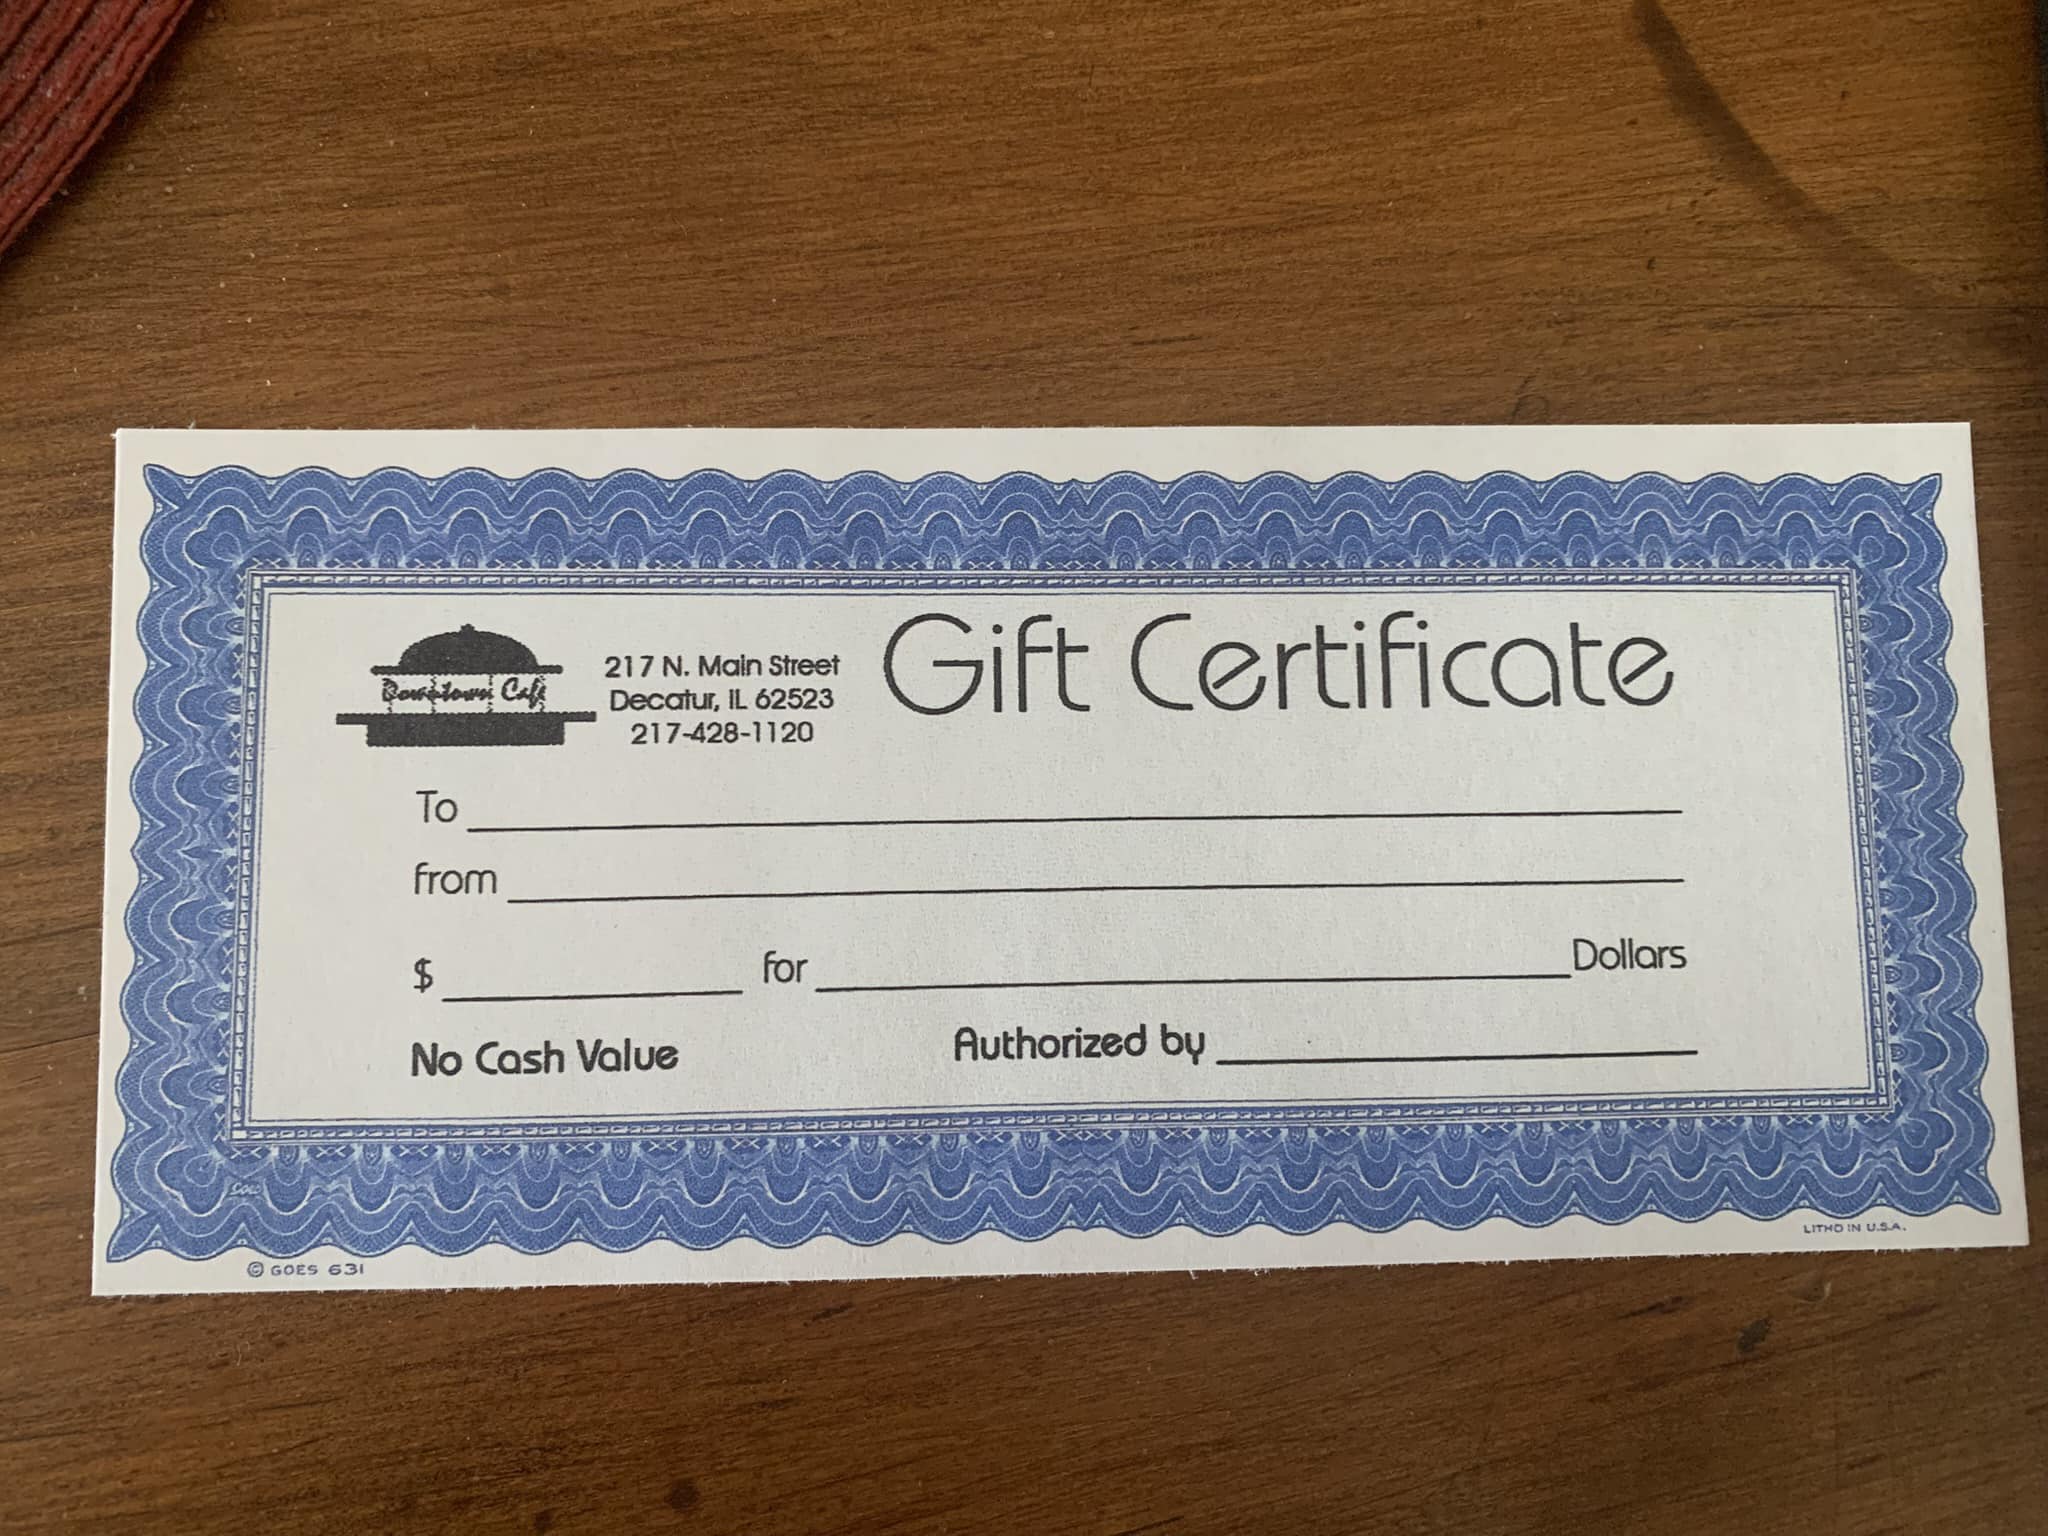 Downtown Café
217 N. Main Street
Decatur, IL 62523
217-428-1120
Gift Certificate
To
from
$ for Dollars
No Cash Value Authorized by
© GOES 631
LITHO IN U.S.A.